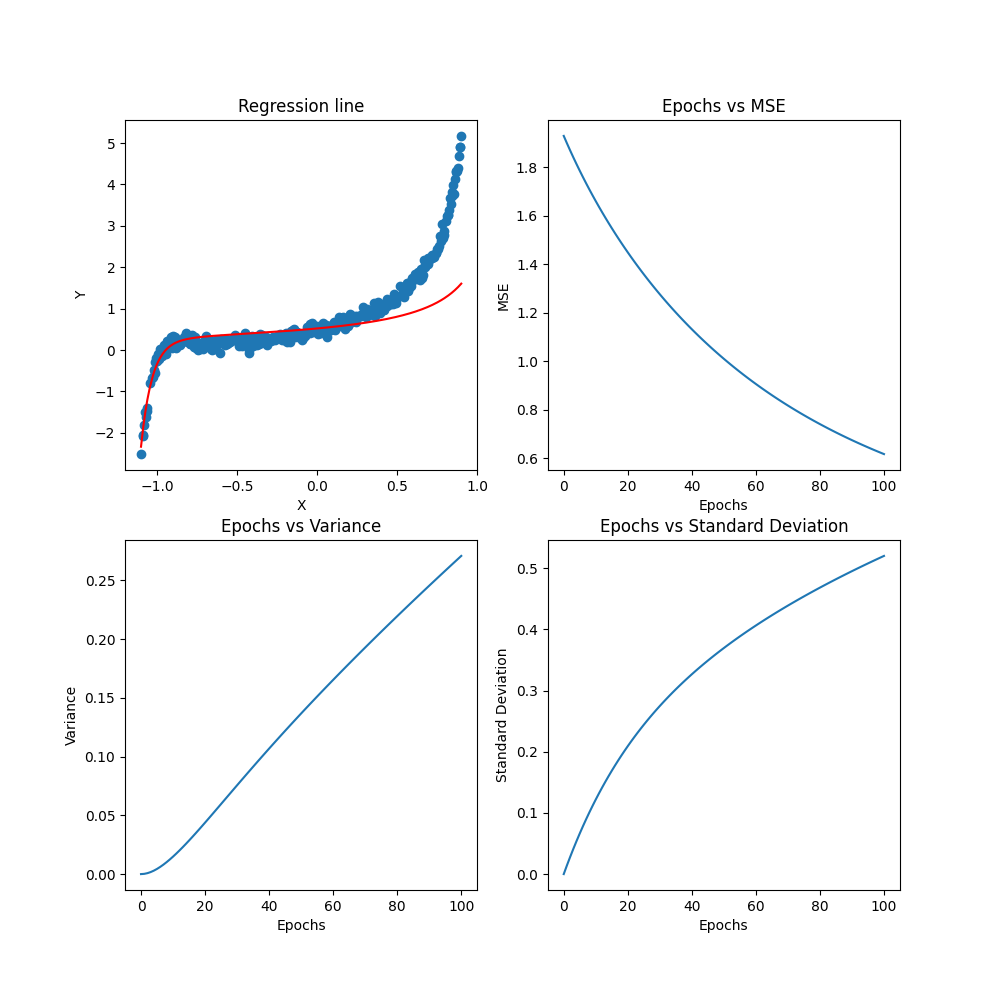 Regression line
Y
5
4
3
2
1
0
−1
−2
−1.0 −0.5 0.0 0.5 1.0
X
Epochs vs MSE
MSE
1.8
1.6
1.4
1.2
1.0
0.8
0.6
0 20 40 60 80 100
Epochs
Epochs vs Variance
Variance
0.25
0.20
0.15
0.10
0.05
0.00
0 20 40 60 80 100
Epochs
Epochs vs Standard Deviation
Standard Deviation
0.5
0.4
0.3
0.2
0.1
0.0
0 20 40 60 80 100
Epochs